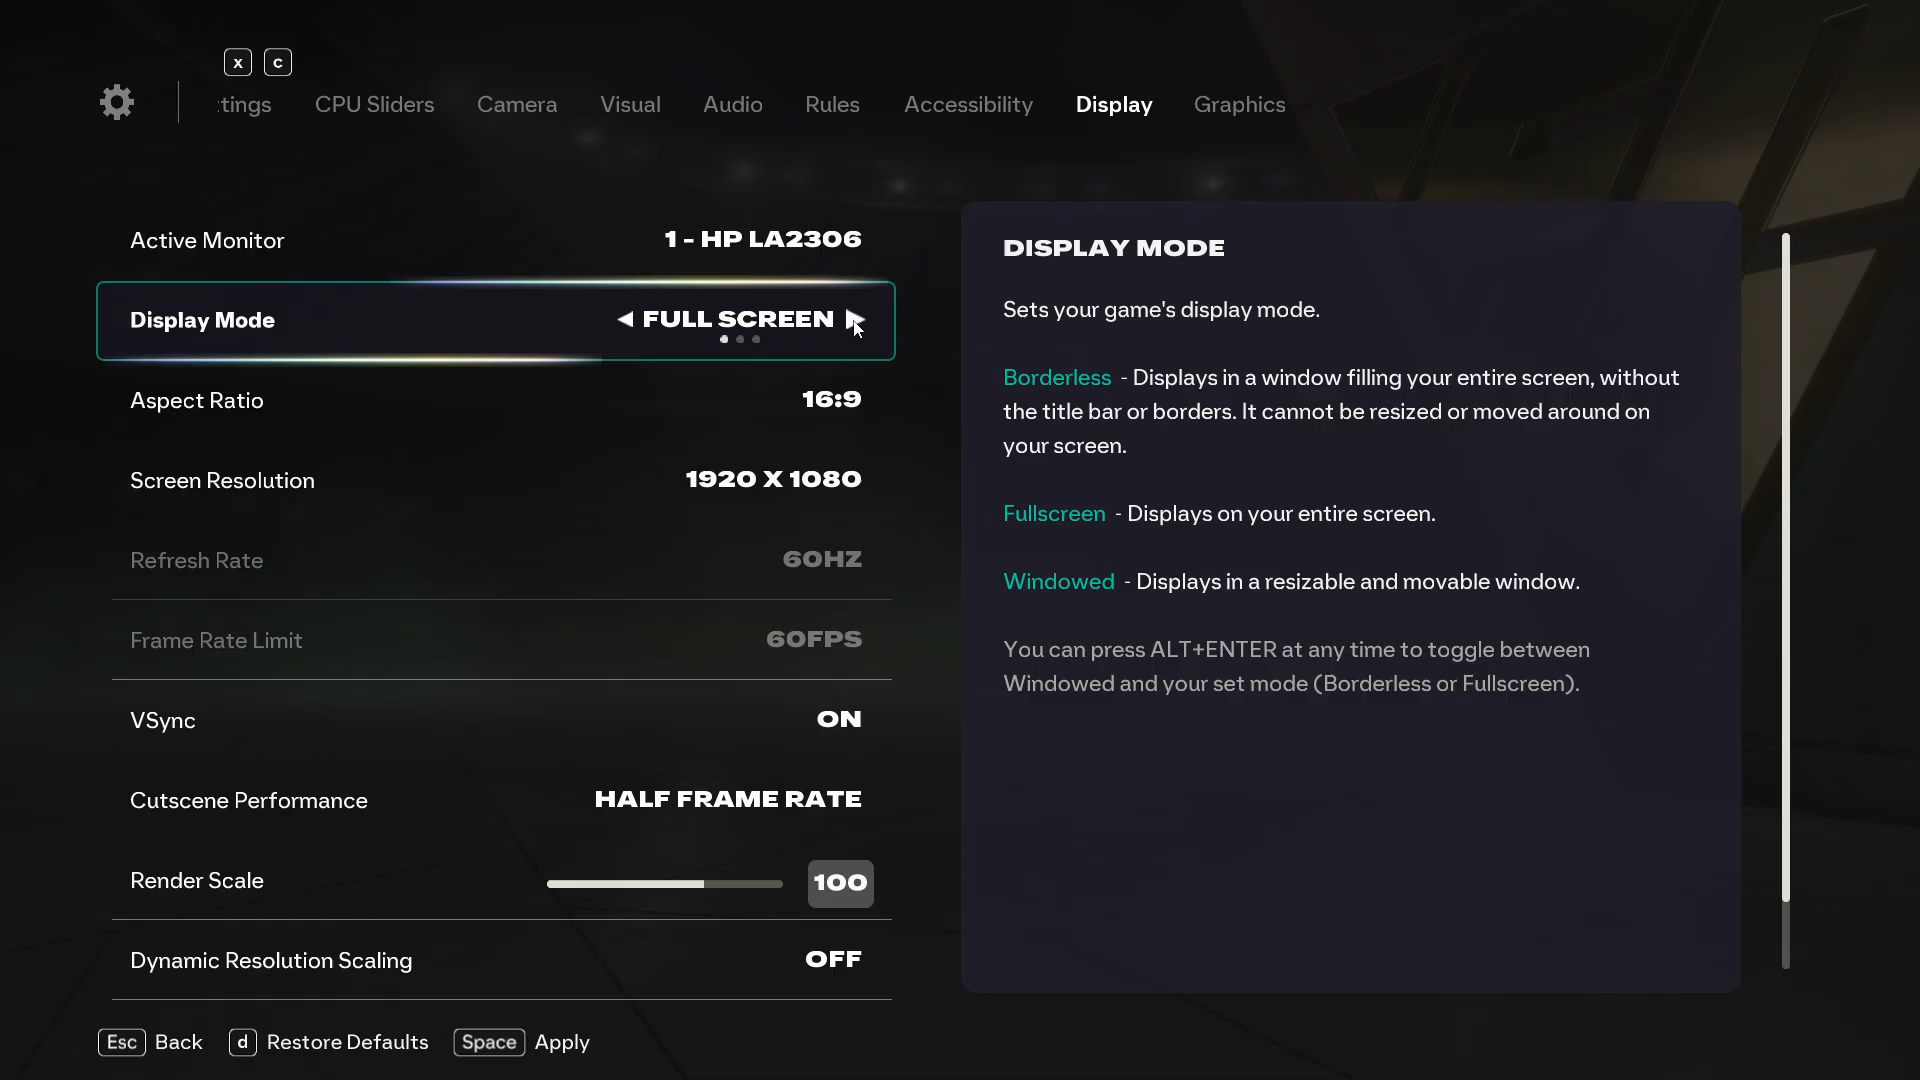 x c
:tings CPU Sliders Camera Visual Audio Rules Accessibility Display Graphics
Active Monitor 1 - HP LA2306
Display Mode FULL SCREEN
Aspect Ratio 16:9
Screen Resolution 1920 X 1080
Refresh Rate 60HZ
Frame Rate Limit 60FPS
VSync ON
Cutscene Performance HALF FRAME RATE
Render Scale 100
Dynamic Resolution Scaling OFF
DISPLAY MODE
Sets your game's display mode.
Borderless - Displays in a window filling your entire screen, without
the title bar or borders. It cannot be resized or moved around on
your screen.
Fullscreen - Displays on your entire screen.
Windowed - Displays in a resizable and movable window.
You can press ALT+ENTER at any time to toggle between
Windowed and your set mode (Borderless or Fullscreen).
Esc Back d Restore Defaults Space Apply